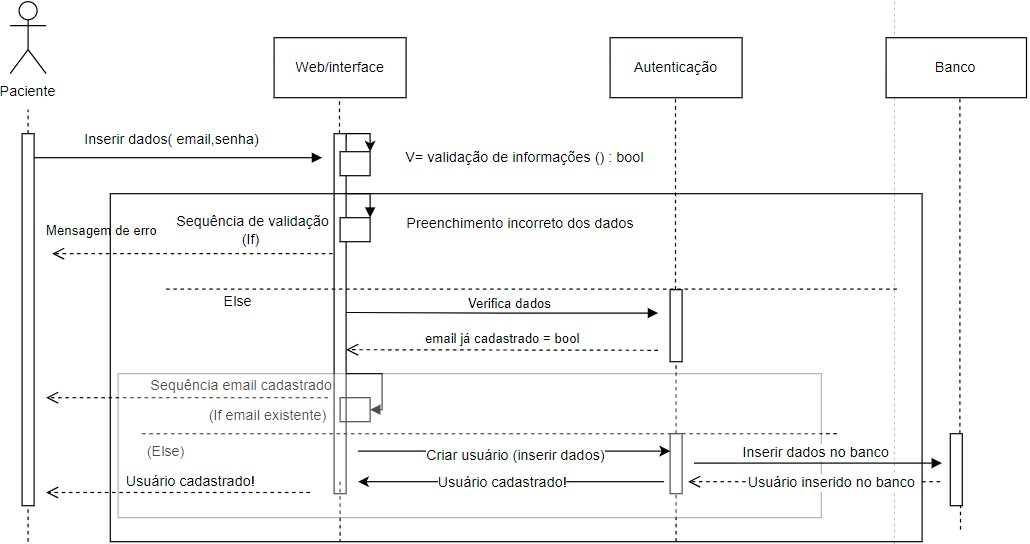 Paciente
Web/interface
Autenticação
Banco
Inserir dados( email,senha)
V= validação de informações () : bool
Sequência de validação
(If)
Preenchimento incorreto dos dados
Mensagem de erro
Else
Verifica dados
email já cadastrado = bool
Sequência email cadastrado
(If email existente)
(Else)
Criar usuário (inserir dados)
Inserir dados no banco
Usuário cadastrado!
Usuário cadastrado!
Usuário inserido no banco